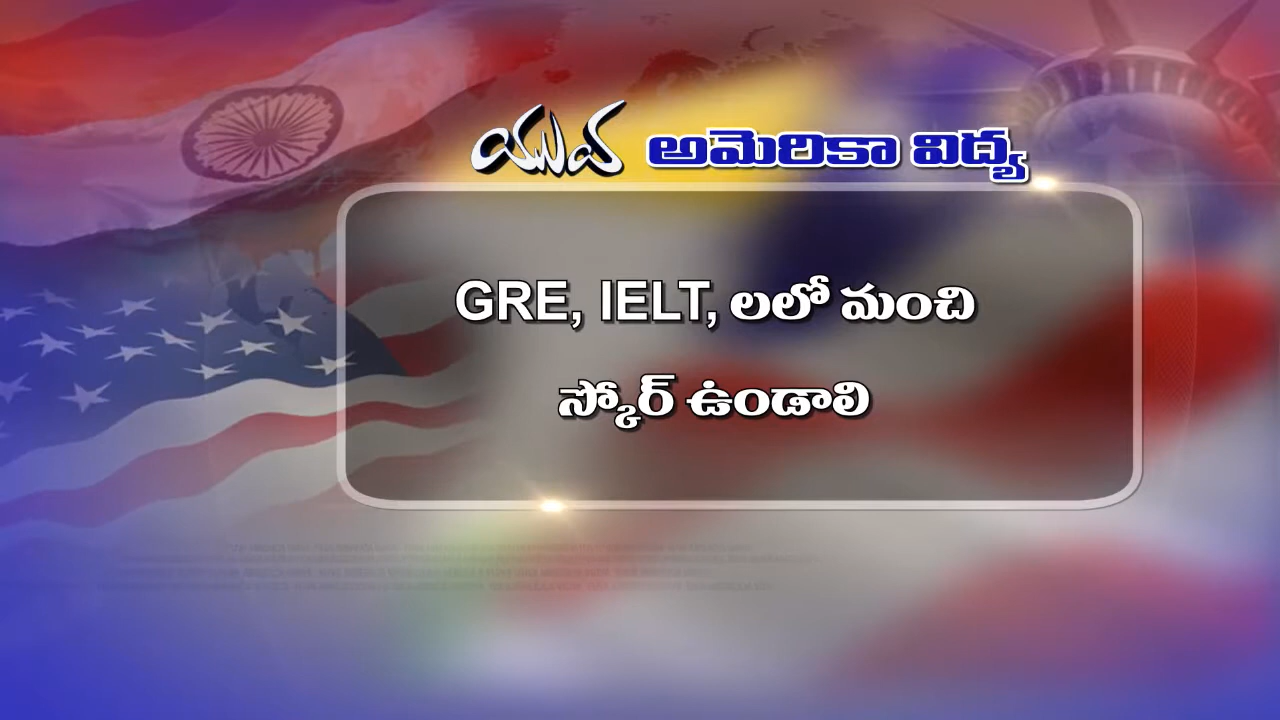 యువ అమెరికా విద్య
GRE, IELT, లలో మంచి
స్కోర్ ఉండాలి